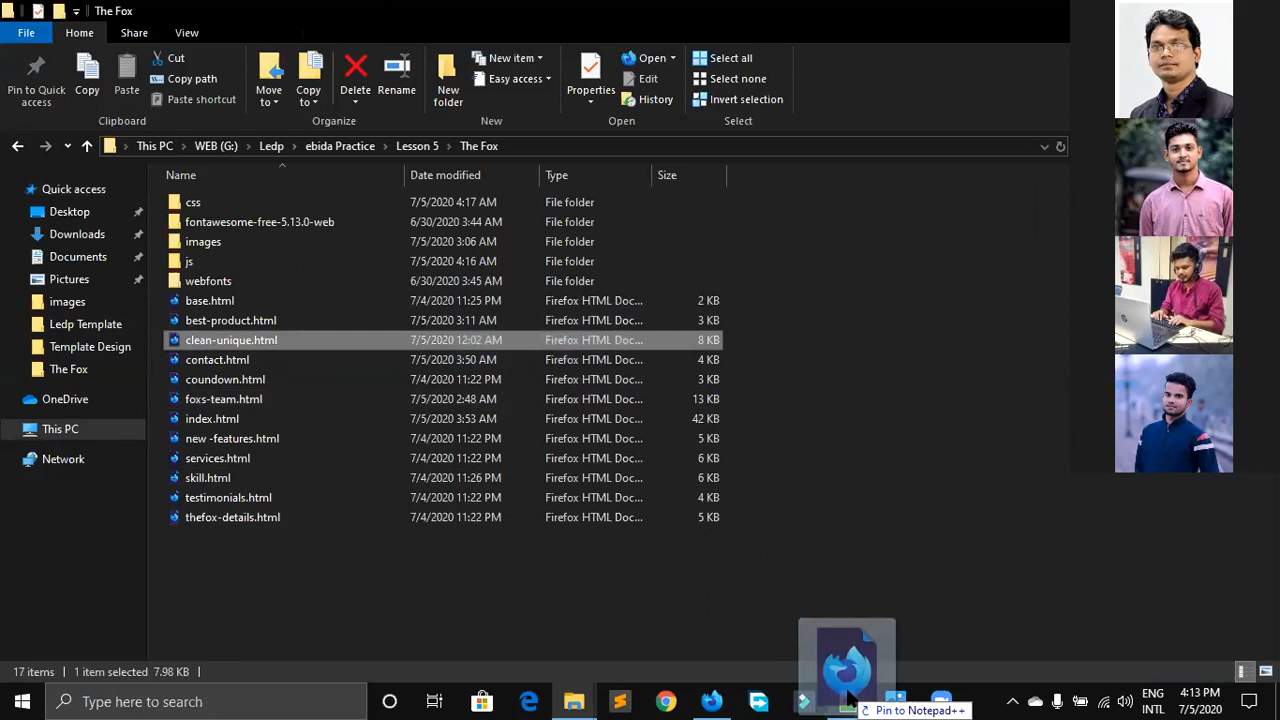 The Fox
File Home Share View
Pin to Quick access
Copy
Paste
Cut
Copy path
Paste shortcut
Move to
Copy to
Delete
Rename
New folder
New item
Easy access
Properties
Open
Edit
History
Select all
Select none
Invert selection
Clipboard Organize New Open Select
This PC WEB (G:) Ledp ebida Practice Lesson 5 The Fox
Name Date modified Type Size
Quick access
Desktop
Downloads
Documents
Pictures
images
Ledp Template
Template Design
The Fox
OneDrive
This PC
Network
css 7/5/2020 4:17 AM File folder
fontawesome-free-5.13.0-web 6/30/2020 3:44 AM File folder
images 7/5/2020 3:06 AM File folder
js 7/5/2020 4:16 AM File folder
webfonts 6/30/2020 3:45 AM File folder
base.html 7/4/2020 11:25 PM Firefox HTML Doc... 2 KB
best-product.html 7/5/2020 3:11 AM Firefox HTML Doc... 3 KB
clean-unique.html 7/5/2020 12:02 AM Firefox HTML Doc... 8 KB
contact.html 7/5/2020 3:50 AM Firefox HTML Doc... 4 KB
coundown.html 7/4/2020 11:22 PM Firefox HTML Doc... 3 KB
foxs-team.html 7/5/2020 2:48 AM Firefox HTML Doc... 13 KB
index.html 7/5/2020 3:53 AM Firefox HTML Doc... 42 KB
new -features.html 7/4/2020 11:22 PM Firefox HTML Doc... 5 KB
services.html 7/4/2020 11:22 PM Firefox HTML Doc... 6 KB
skill.html 7/4/2020 11:26 PM Firefox HTML Doc... 6 KB
testimonials.html 7/4/2020 11:22 PM Firefox HTML Doc... 4 KB
thefox-details.html 7/4/2020 11:22 PM Firefox HTML Doc... 5 KB
17 items 1 item selected 7.98 KB
Type here to search
Pin to Notepad++
ENG
INTL
4:13 PM
7/5/2020